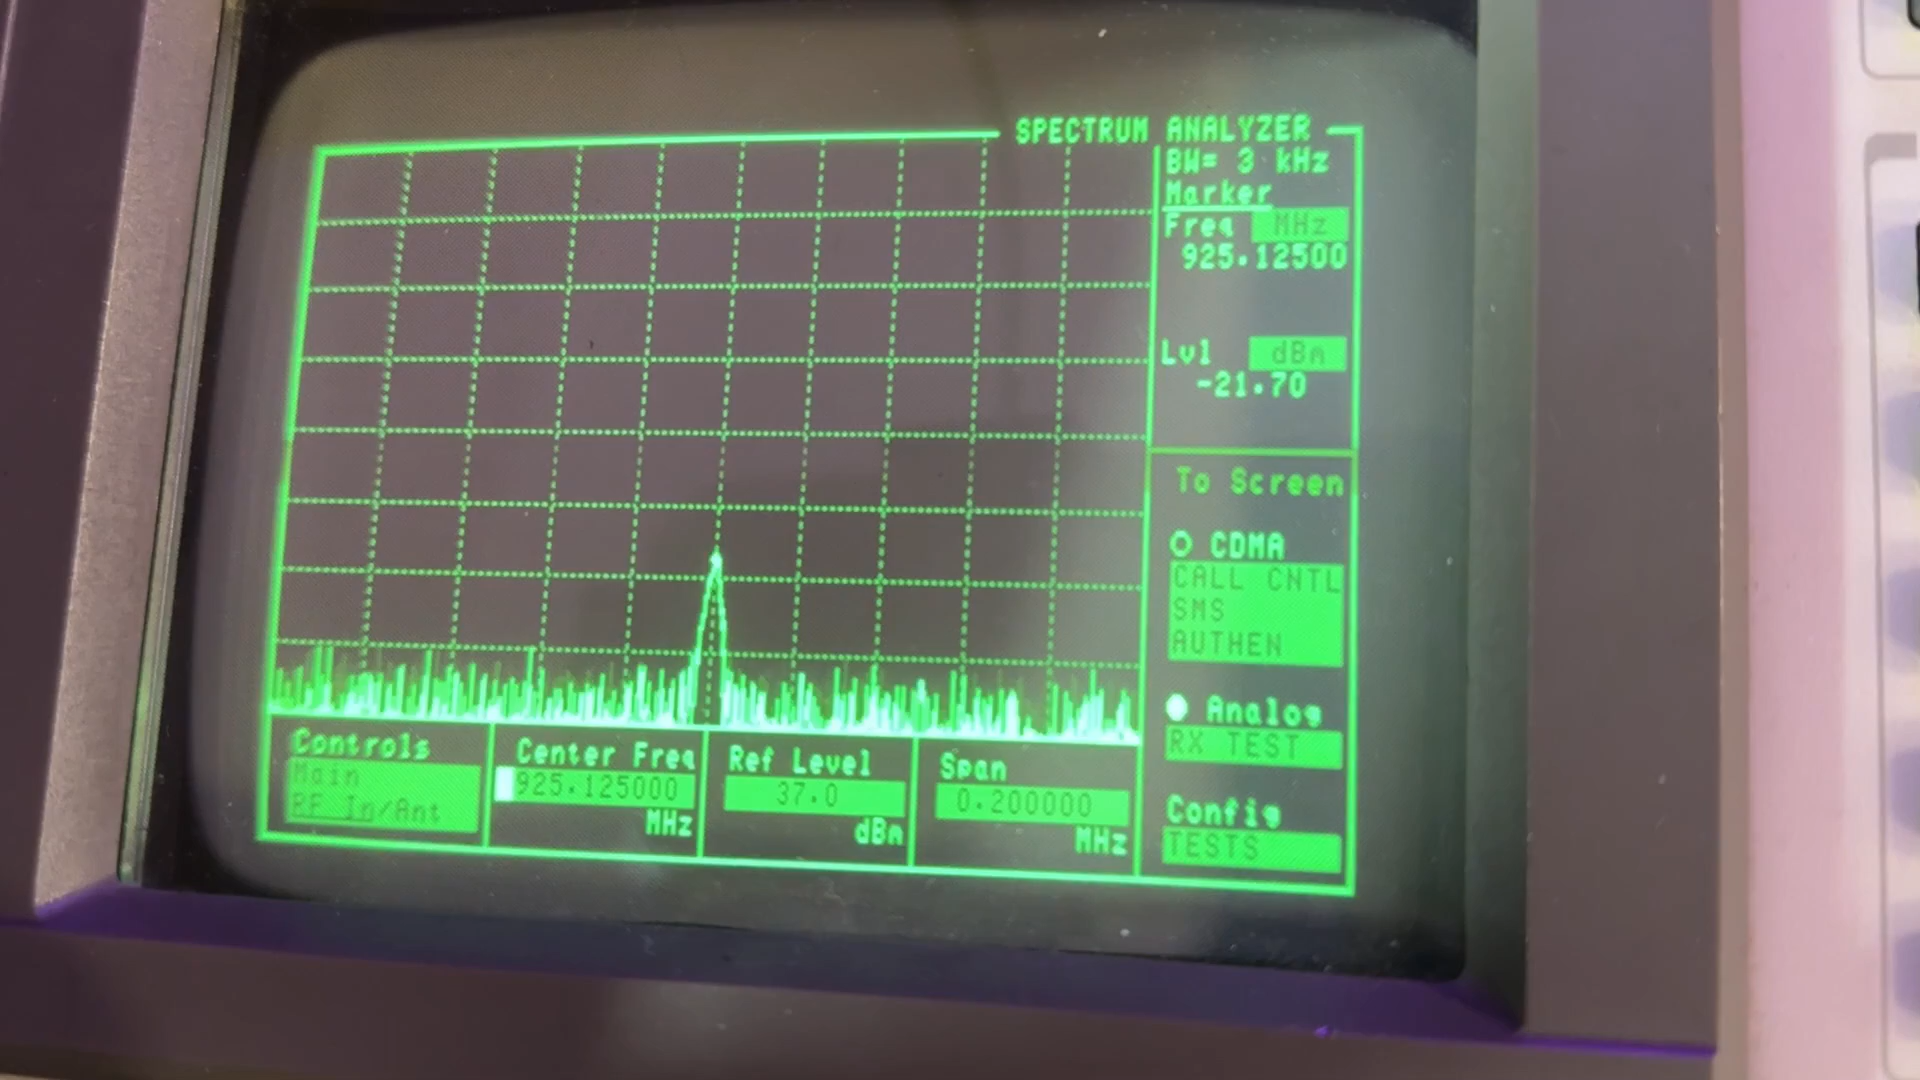 SPECTRUM ANALYZER
BW= 3 kHz
Marker
Freq MHz
925.12500
Lvl dBm
-21.70
To Screen
CDMA
CALL CNTL
SMS
AUTHEN
Analog
RX TEST
Config
TESTS
Controls
Main
RF In/Ant
Center Freq
925.125000
MHz
Ref Level
37.0
dBm
Span
0.200000
MHz